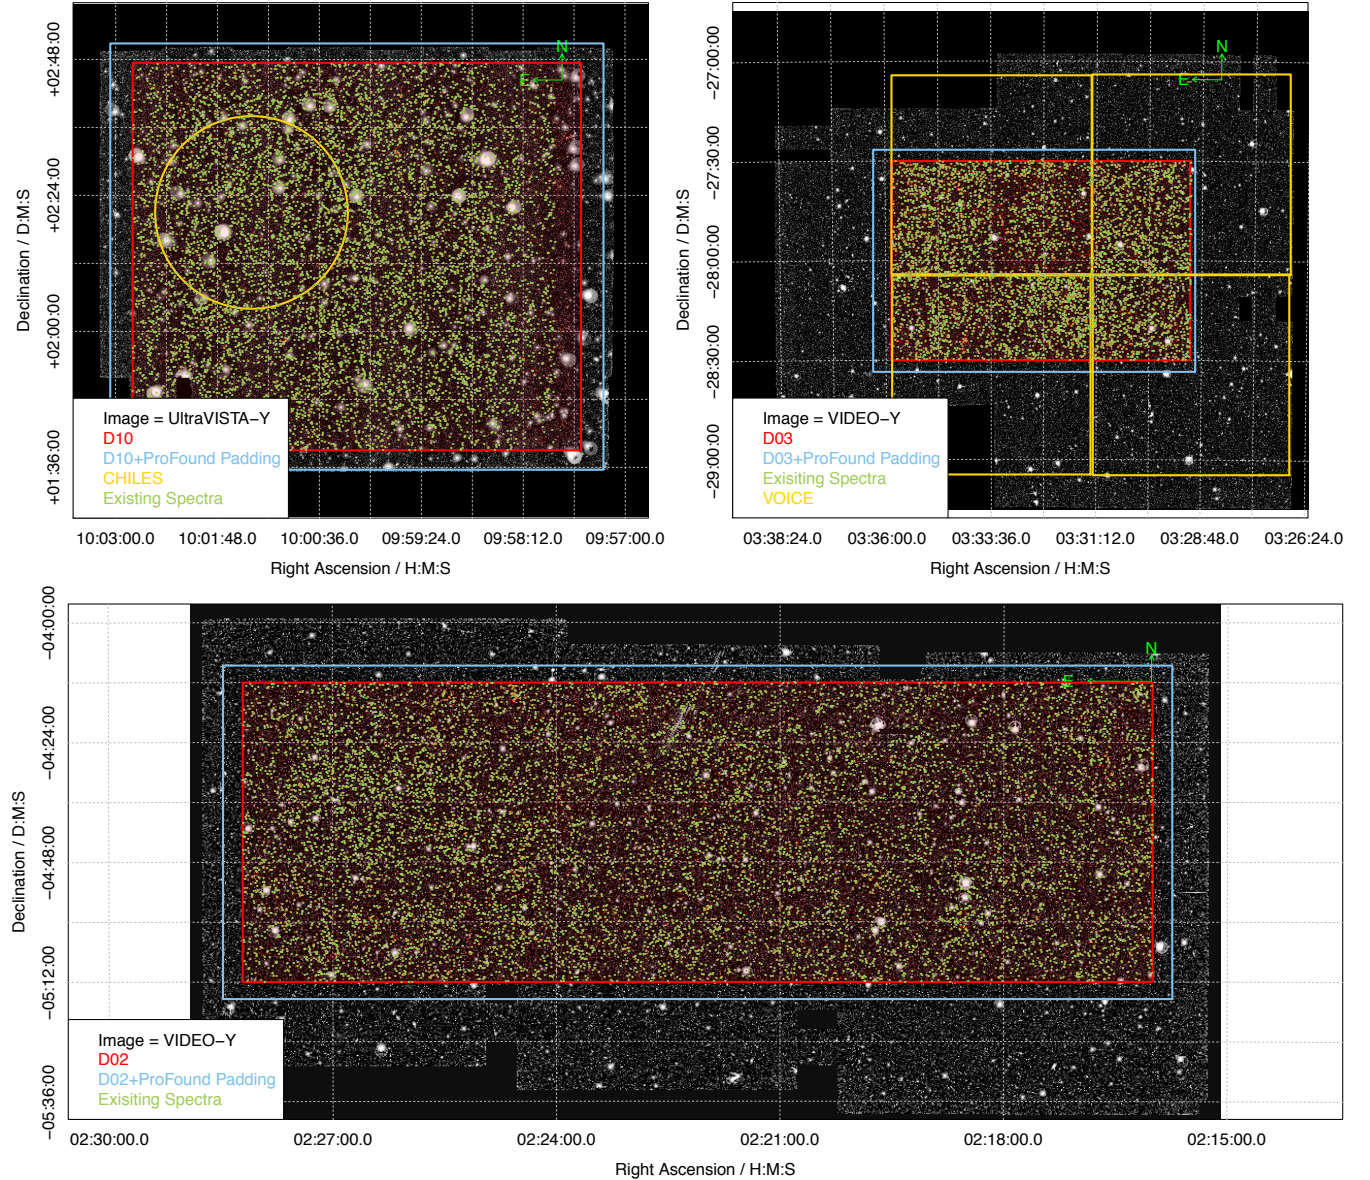 +02:48:00
+02:24:00
+02:00:00
+01:36:00
Declination / D:M:S
N
E
Image = UltraVISTA−Y
D10
D10+ProFound Padding
CHILES
Exisiting Spectra
10:03:00.0 10:01:48.0 10:00:36.0 09:59:24.0 09:58:12.0 09:57:00.0
Right Ascension / H:M:S
−27:00:00
−27:30:00
−28:00:00
−28:30:00
−29:00:00
Declination / D:M:S
N
E
Image = VIDEO−Y
D03
D03+ProFound Padding
Exisiting Spectra
VOICE
03:38:24.0 03:36:00.0 03:33:36.0 03:31:12.0 03:28:48.0 03:26:24.0
Right Ascension / H:M:S
−04:00:00
−04:24:00
−04:48:00
−05:12:00
−05:36:00
Declination / D:M:S
N
E
Image = VIDEO−Y
D02
D02+ProFound Padding
Exisiting Spectra
02:30:00.0 02:27:00.0 02:24:00.0 02:21:00.0 02:18:00.0 02:15:00.0
Right Ascension / H:M:S